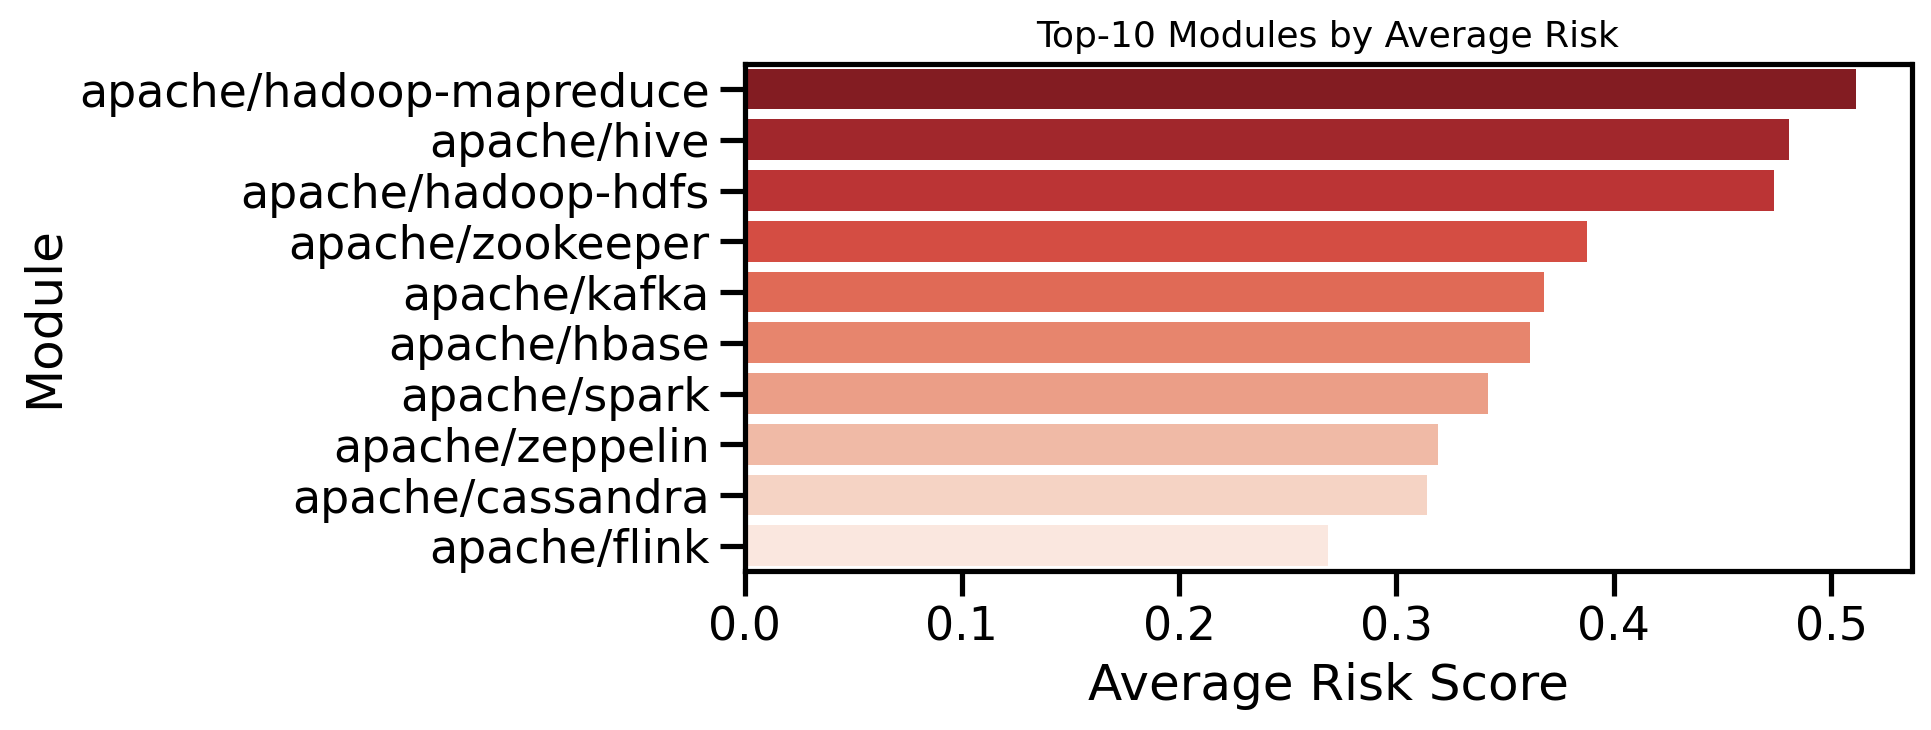 Top-10 Modules by Average Risk
Module
apache/hadoop-mapreduce
apache/hive
apache/hadoop-hdfs
apache/zookeeper
apache/kafka
apache/hbase
apache/spark
apache/zeppelin
apache/cassandra
apache/flink
0.0 0.1 0.2 0.3 0.4 0.5
Average Risk Score